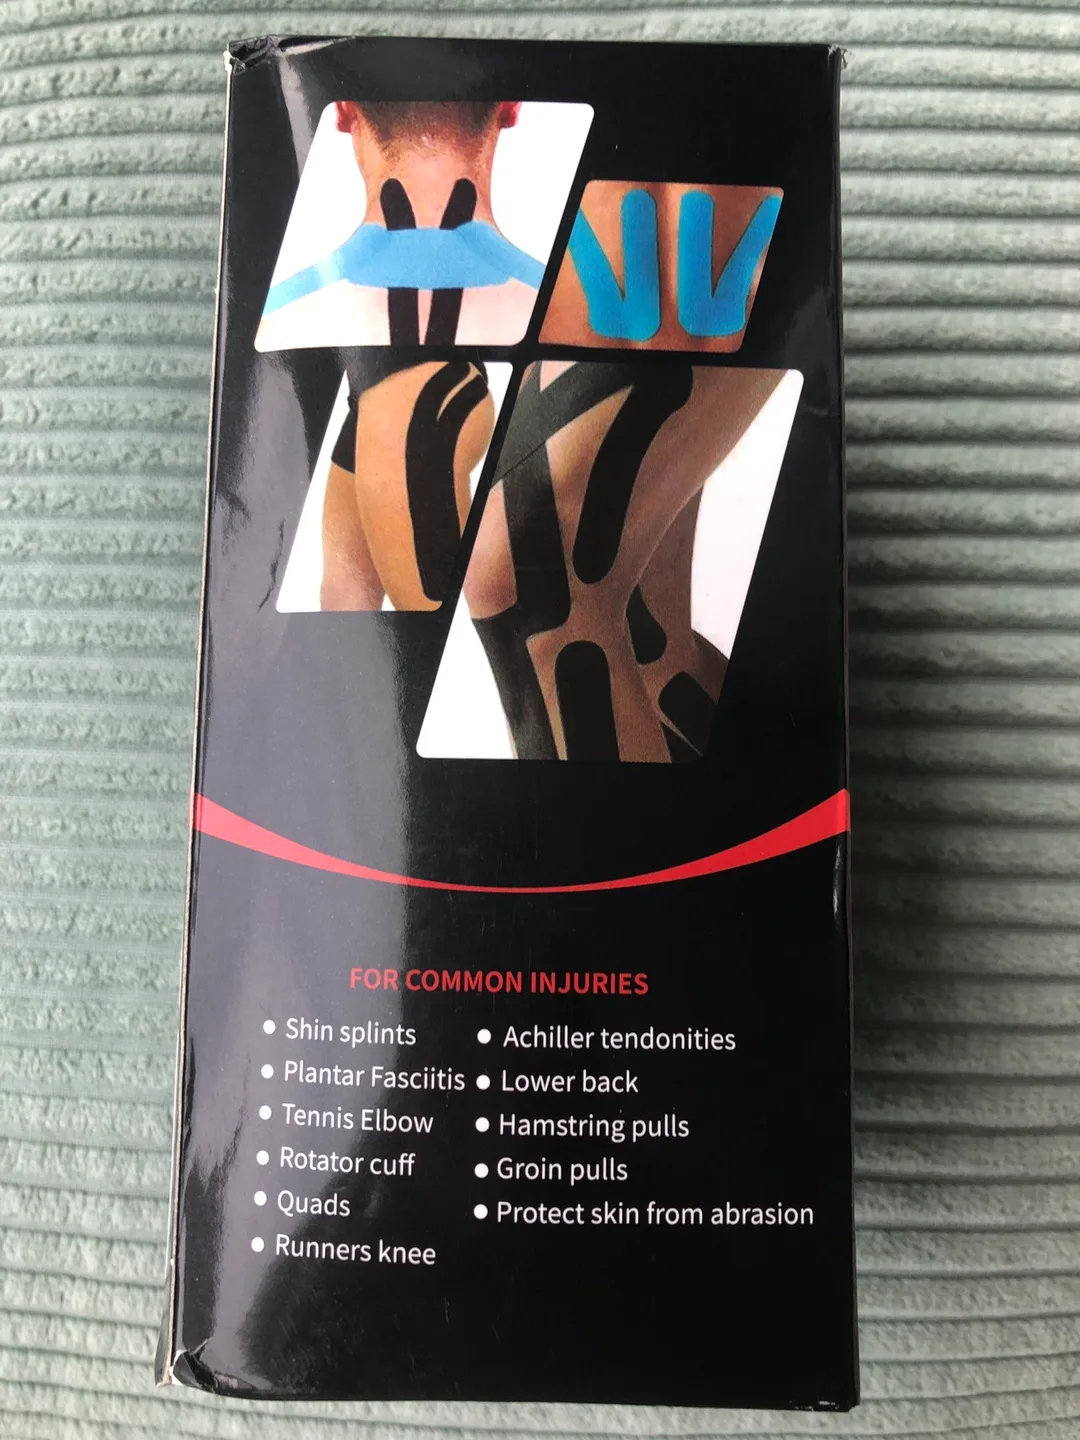 FOR COMMON INJURIES
Shin splints
Plantar Fasciitis
Tennis Elbow
Rotator cuff
Quads
Runners knee
Achiller tendonities
Lower back
Hamstring pulls
Groin pulls
Protect skin from abrasion